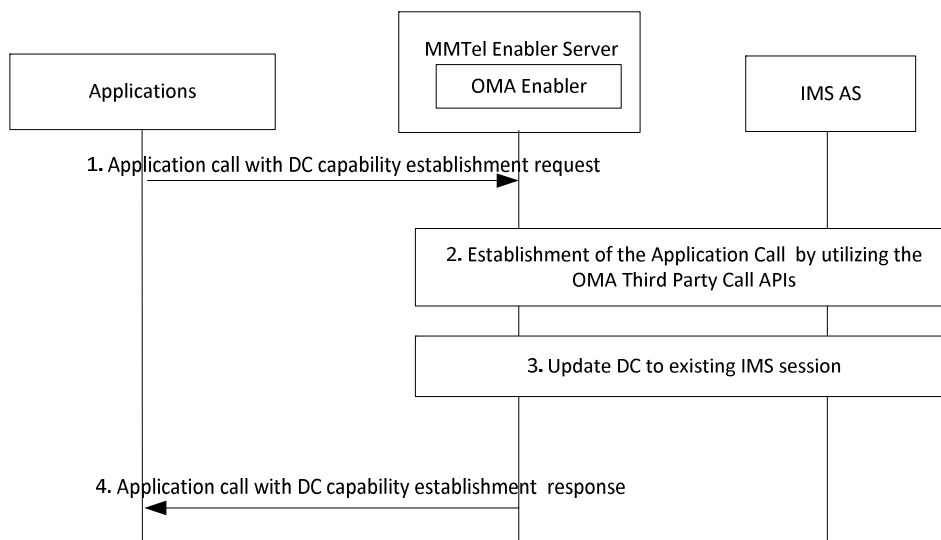 MMTel Enabler Server
OMA Enabler
Applications
IMS AS
1. Application call with DC capability establishment request
2. Establishment of the Application Call by utilizing the
OMA Third Party Call APIs
3. Update DC to existing IMS session
4. Application call with DC capability establishment response